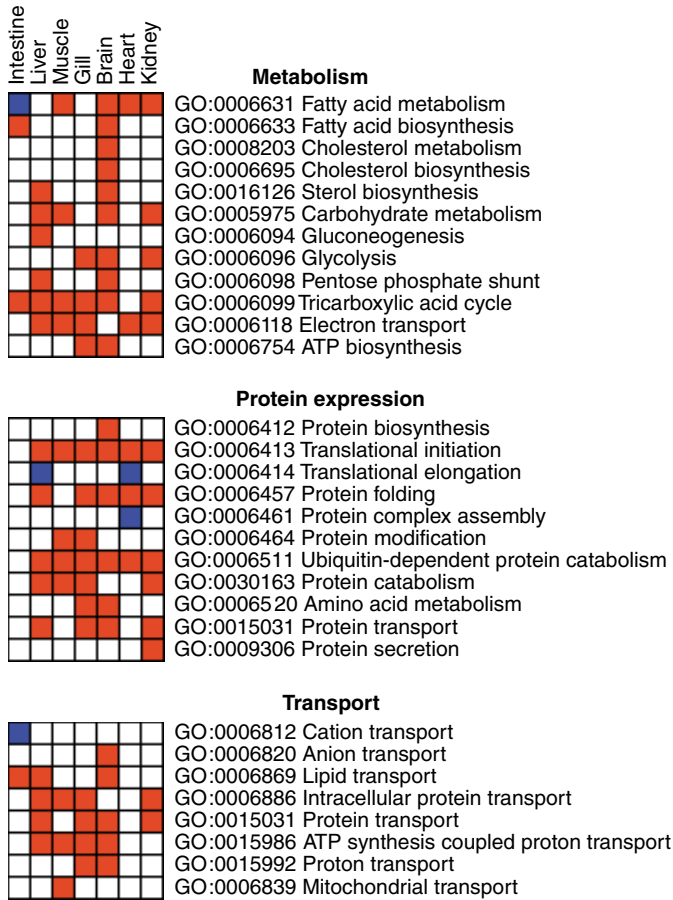 Intestine
Liver
Muscle
Gill
Brain
Heart
Kidney
Metabolism
GO:0006631 Fatty acid metabolism
GO:0006633 Fatty acid biosynthesis
GO:0008203 Cholesterol metabolism
GO:0006695 Cholesterol biosynthesis
GO:0016126 Sterol biosynthesis
GO:0005975 Carbohydrate metabolism
GO:0006094 Gluconeogenesis
GO:0006096 Glycolysis
GO:0006098 Pentose phosphate shunt
GO:0006099 Tricarboxylic acid cycle
GO:0006118 Electron transport
GO:0006754 ATP biosynthesis
Protein expression
GO:0006412 Protein biosynthesis
GO:0006413 Translational initiation
GO:0006414 Translational elongation
GO:0006457 Protein folding
GO:0006461 Protein complex assembly
GO:0006464 Protein modification
GO:0006511 Ubiquitin-dependent protein catabolism
GO:0030163 Protein catabolism
GO:0006520 Amino acid metabolism
GO:0015031 Protein transport
GO:0009306 Protein secretion
Transport
GO:0006812 Cation transport
GO:0006820 Anion transport
GO:0006869 Lipid transport
GO:0006886 Intracellular protein transport
GO:0015031 Protein transport
GO:0015986 ATP synthesis coupled proton transport
GO:0015992 Proton transport
GO:0006839 Mitochondrial transport